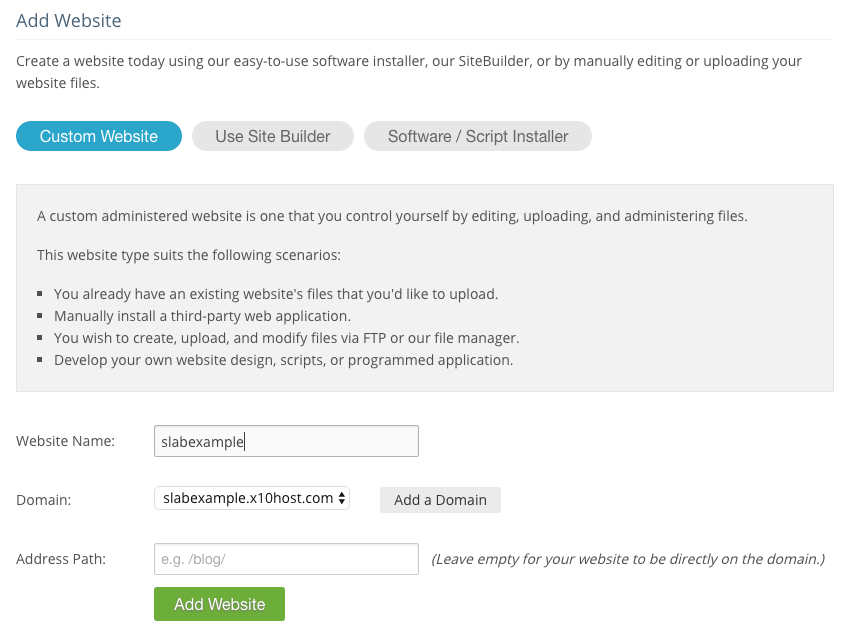 Add Website
Create a website today using our easy-to-use software installer, our SiteBuilder, or by manually editing or uploading your
website files.
Custom Website
Use Site Builder
Software / Script Installer
A custom administered website is one that you control yourself by editing, uploading, and administering files.
This website type suits the following scenarios:
You already have an existing website's files that you'd like to upload.
Manually install a third-party web application.
You wish to create, upload, and modify files via FTP or our file manager.
Develop your own website design, scripts, or programmed application.
Website Name: slabexample
Domain: slabexample.x10host.com Add a Domain
Address Path: e.g. /blog/ (Leave empty for your website to be directly on the domain.)
Add Website